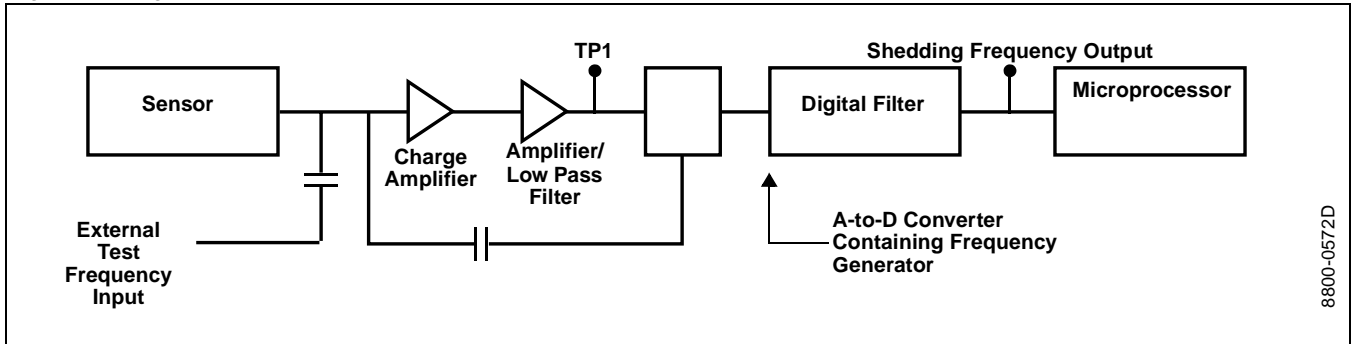 TP1
Shedding Frequency Output
Sensor
Digital Filter
Microprocessor
Charge
Amplifier
Amplifier/
Low Pass
Filter
External
Test
Frequency
Input
A-to-D Converter
Containing Frequency
Generator
8800-0572D